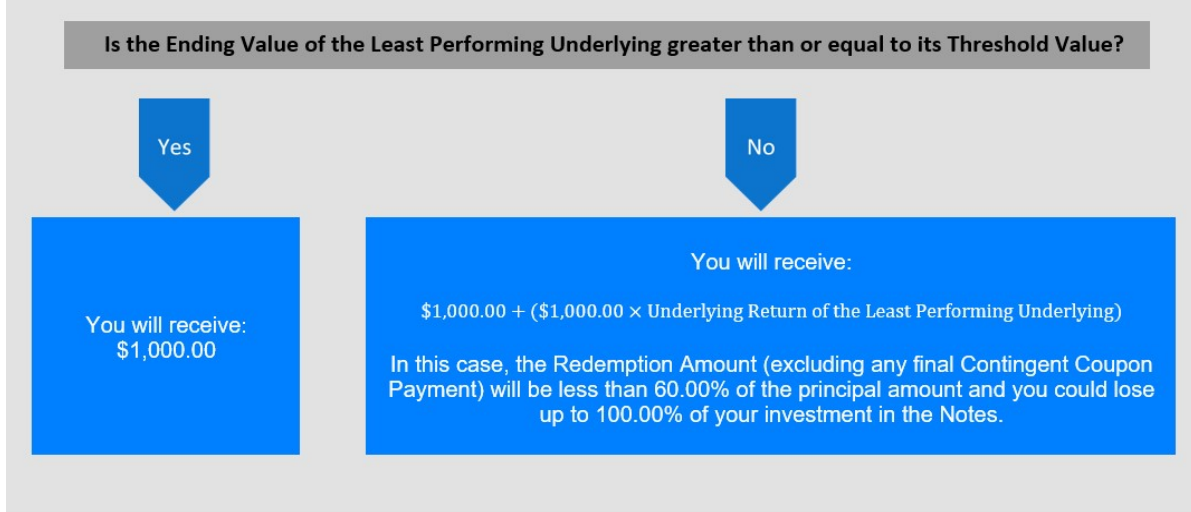 Is the Ending Value of the Least Performing Underlying greater than or equal to its Threshold Value?
Yes
No
You will receive:
$1,000.00
You will receive:
$1,000.00 + ($1,000.00 × Underlying Return of the Least Performing Underlying)
In this case, the Redemption Amount (excluding any final Contingent Coupon
Payment) will be less than 60.00% of the principal amount and you could lose
up to 100.00% of your investment in the Notes.